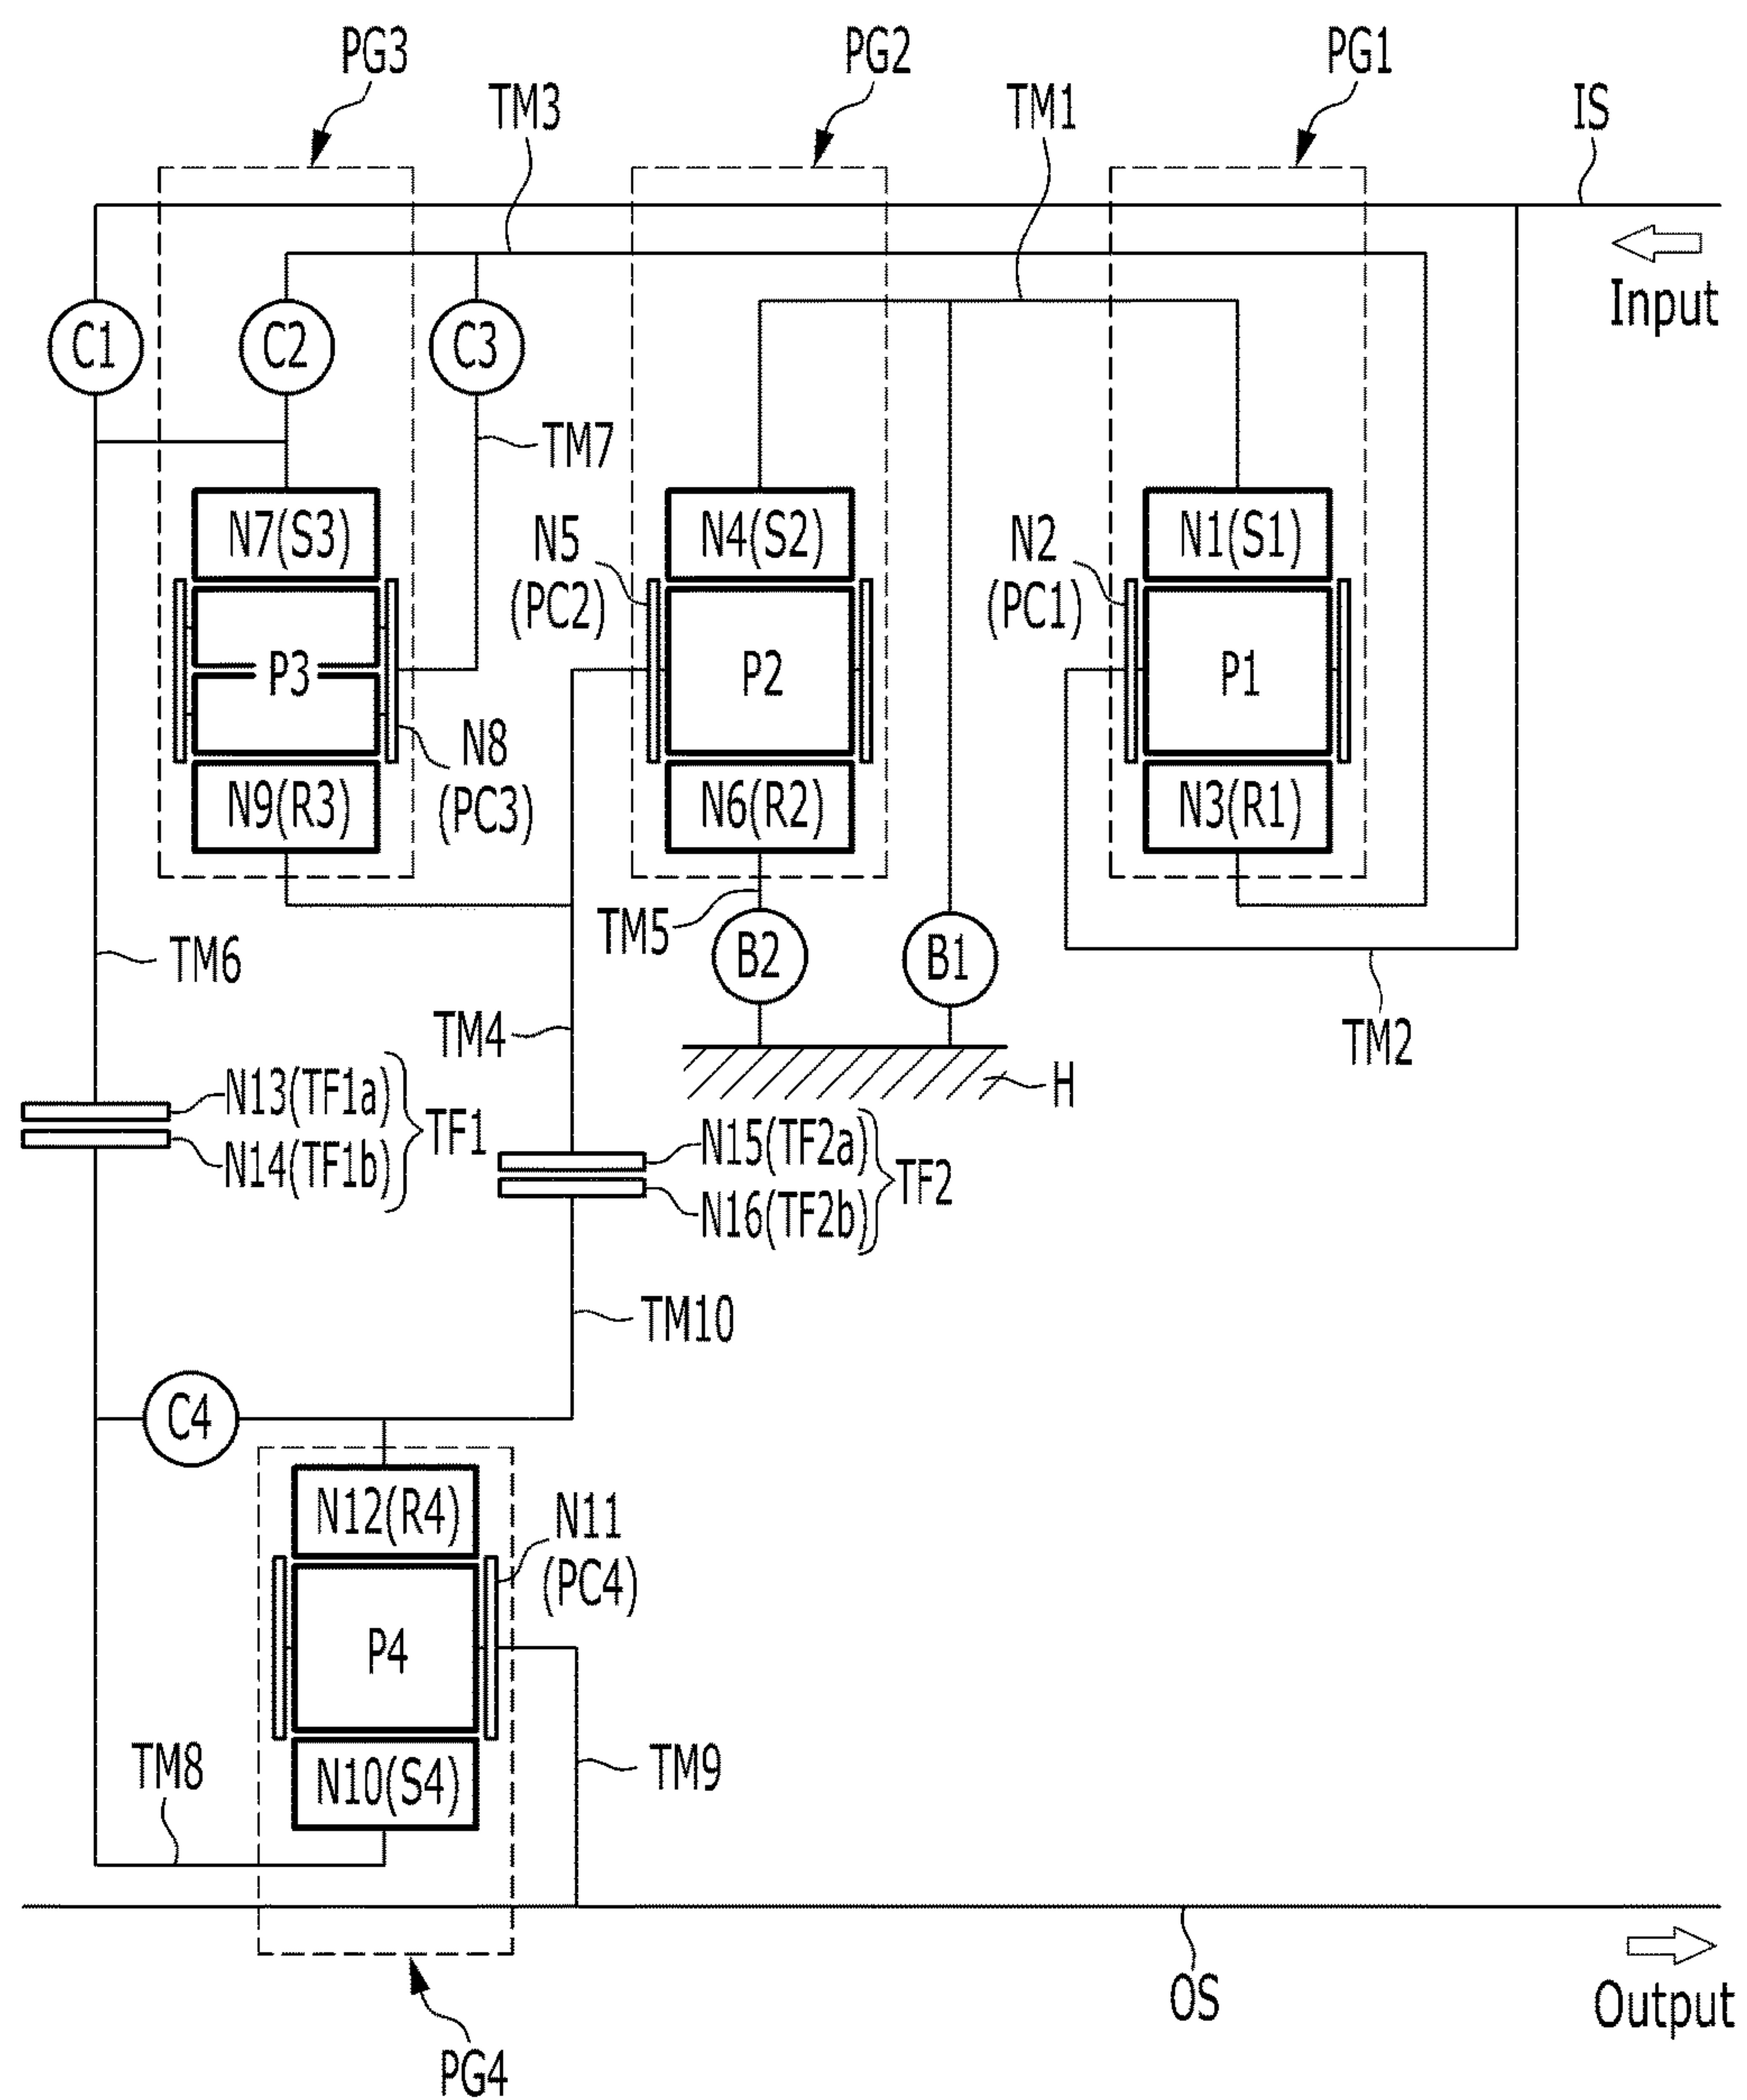 PG3
PG2
PG1
TM3
TM1
IS
Input
C1
C2
C3
TM7
N7(S3)
N5
(PC2)
N4(S2)
N2
(PC1)
N1(S1)
P3
P2
P1
N8
(PC3)
N9(R3)
N6(R2)
N3(R1)
TM5
B2
B1
TM6
TM4
TM2
H
N13(TF1a)
N14(TF1b)
TF1
N15(TF2a)
N16(TF2b)
TF2
TM10
C4
N12(R4)
N11
(PC4)
P4
N10(S4)
TM8
TM9
OS
Output
PG4